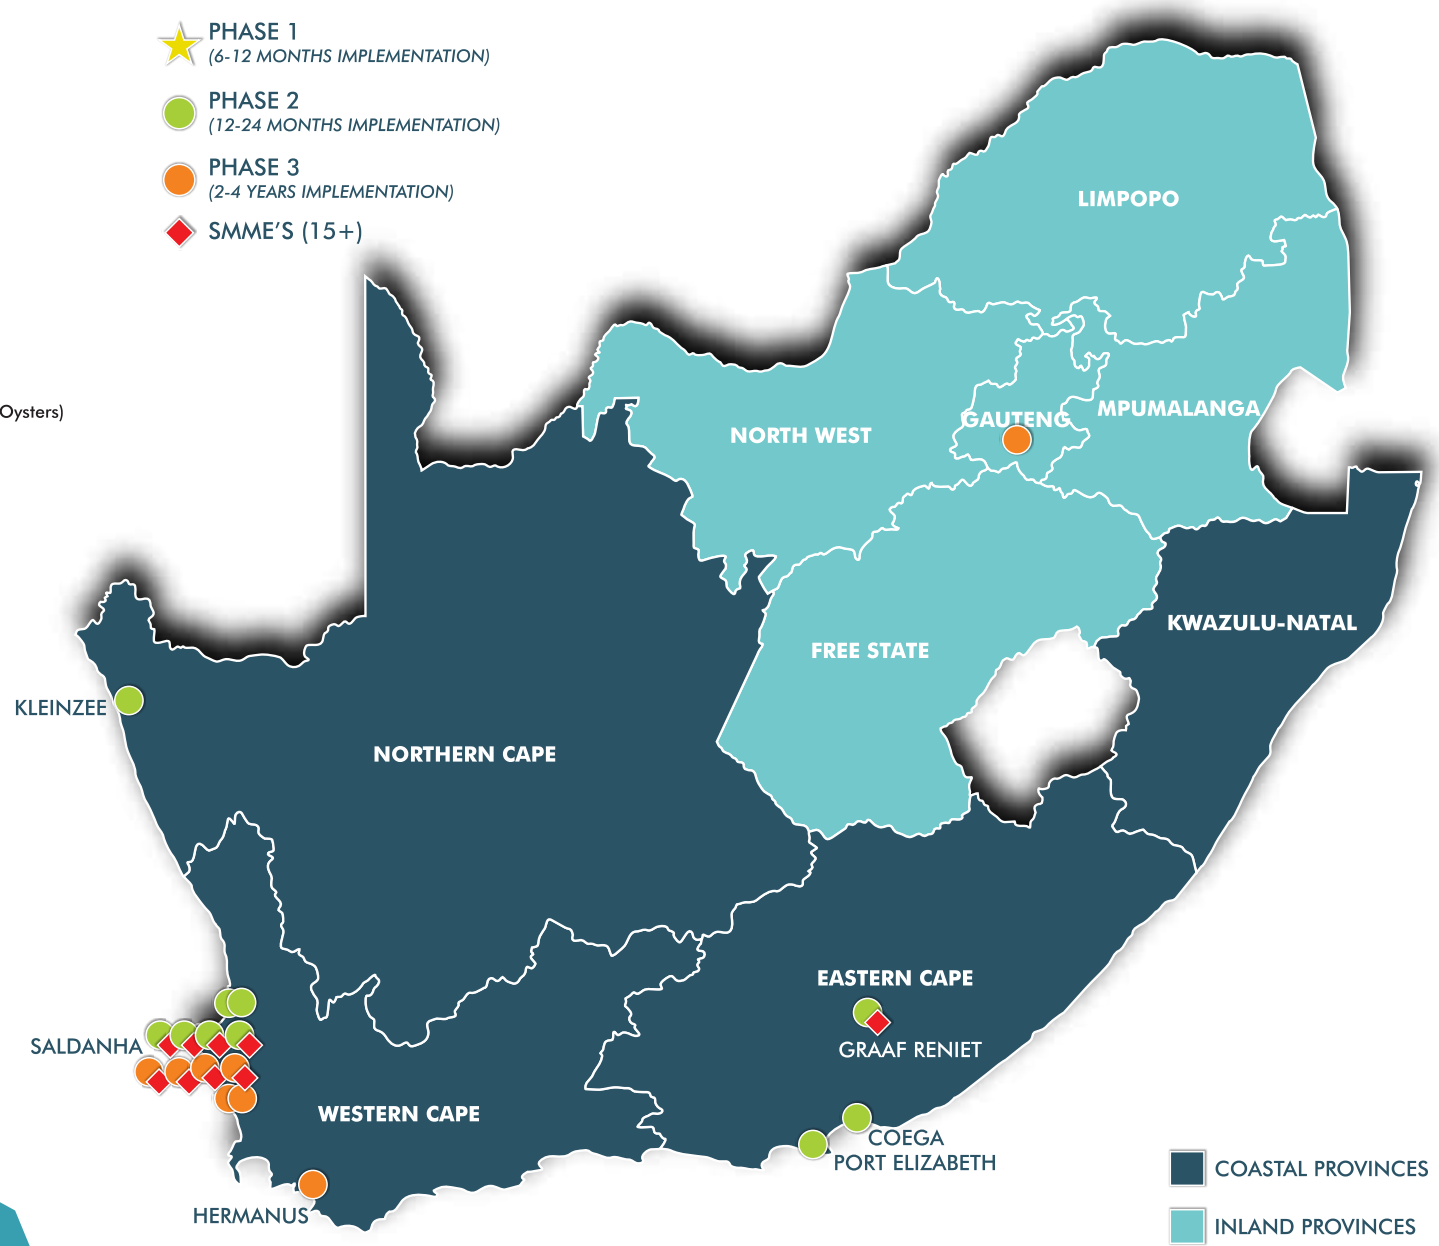 PHASE 1
(6-12 MONTHS IMPLEMENTATION)
PHASE 2
(12-24 MONTHS IMPLEMENTATION)
PHASE 3
(2-4 YEARS IMPLEMENTATION)
SMME'S (15+)
LIMPOPO
Oysters)
GAUTENG
MPUMALANGA
NORTH WEST
KWAZULU-NATAL
FREE STATE
KLEINZEE
NORTHERN CAPE
EASTERN CAPE
SALDANHA
GRAAF RENIET
WESTERN CAPE
COEGA
PORT ELIZABETH
HERMANUS
COASTAL PROVINCES
INLAND PROVINCES